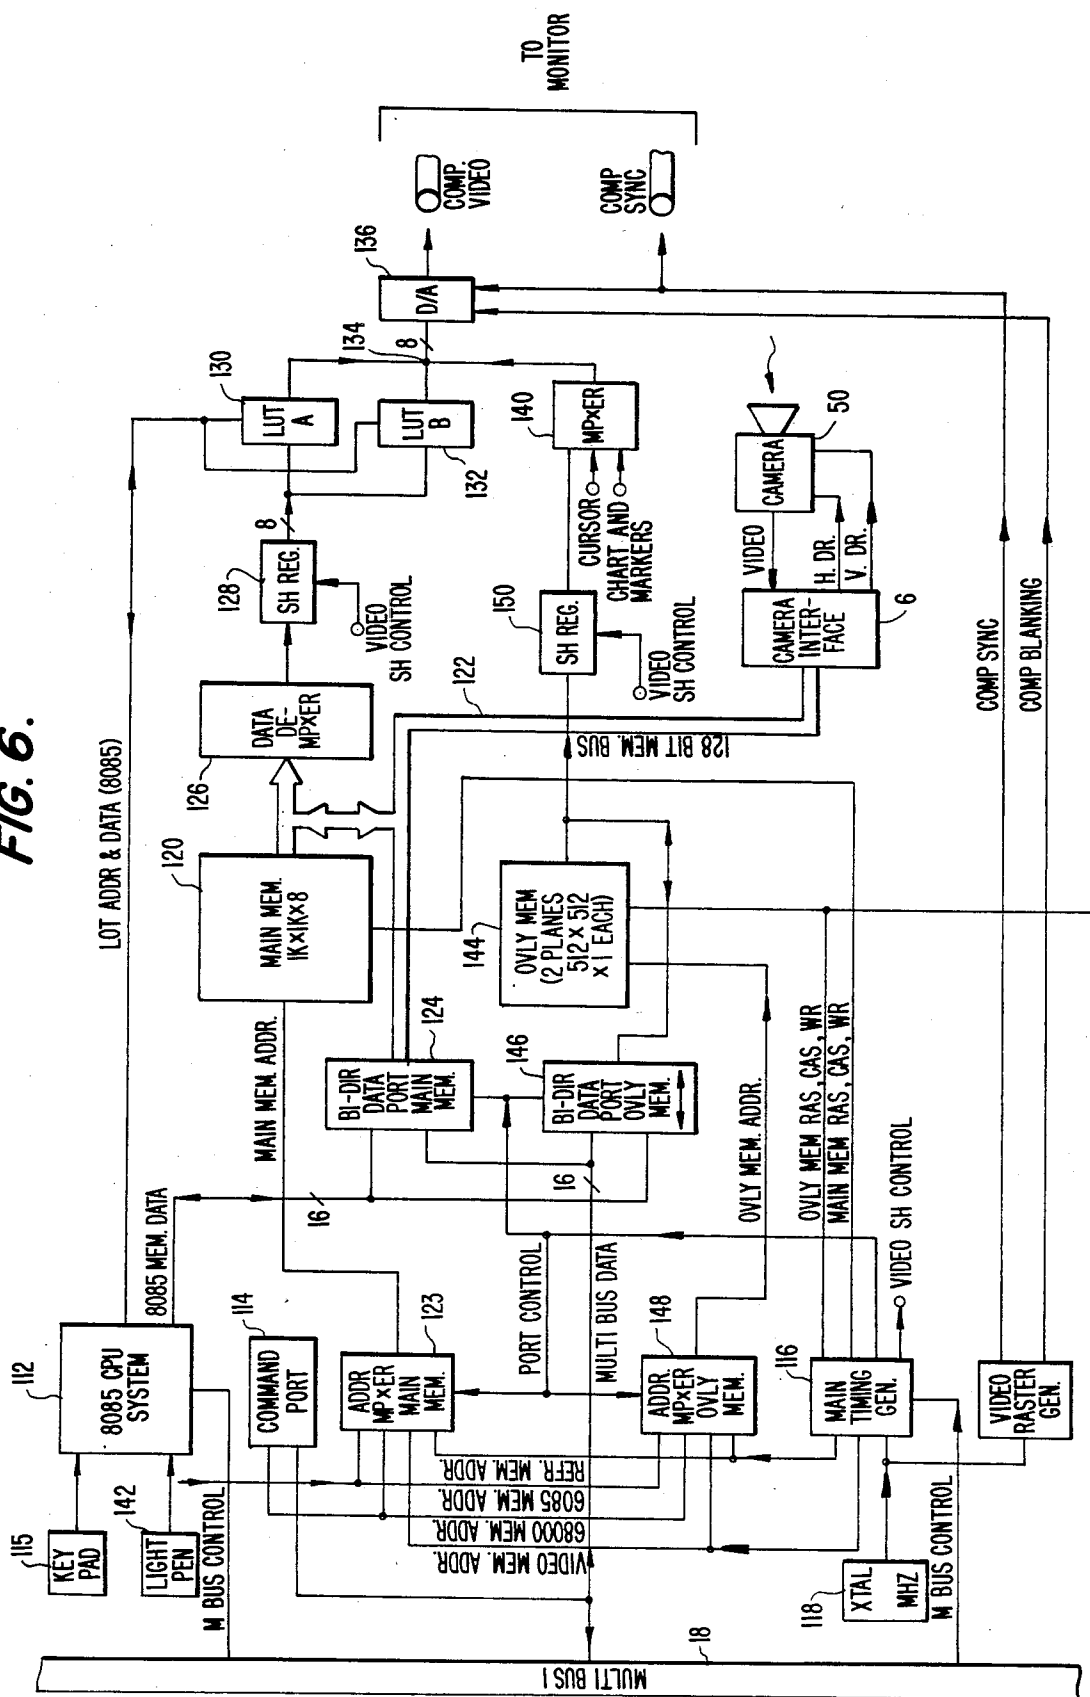 FIG. 6.
112
8085 CPU
SYSTEM
115
KEY
PAD
142
LIGHT
PEN
M BUS CONTROL
LOT ADDR & DATA (8085)
8085 MEM. DATA
114
COMMAND
PORT
MAIN MEM. ADDR.
120
MAIN MEM.
1K×1K×8
126
DATA
DE-
MPXER
128
SH REG.
VIDEO
SH CONTROL
8
130
LUT
A
LUT
B
132
134
8
136
D/A
COMP.
VIDEO
COMP
SYNC
TO
MONITOR
123
ADDR
MPXER
MAIN
MEM.
16
124
BI-DIR
DATA
PORT
MAIN
MEM.
122
128 BIT MEM. BUS
146
BI-DIR
DATA
PORT
OVLY
MEM.
16
144
OVLY MEM
(2 PLANES
512 × 512
× 1 EACH)
150
SH REG.
VIDEO
SH CONTROL
140
MPXER
CURSOR
CHART AND
MARKERS
REFR. MEM ADDR.
6085 MEM. ADDR.
68000 MEM ADDR.
VIDEO MEM. ADDR.
PORT CONTROL
MULTI BUS DATA
148
ADDR.
MPXER
OVLY
MEM.
OVLY MEM. ADDR.
VIDEO
CAMERA
50
H. DR.
V. DR.
CAMERA
INTER-
FACE
6
116
MAIN
TIMING
GEN.
OVLY MEM RAS, CAS, WR
MAIN MEM RAS, CAS, WR
VIDEO SH CONTROL
118
XTAL
MHZ
M BUS CONTROL
VIDEO
RASTER
GEN.
COMP SYNC
COMP BLANKING
18
MULTI BUS I